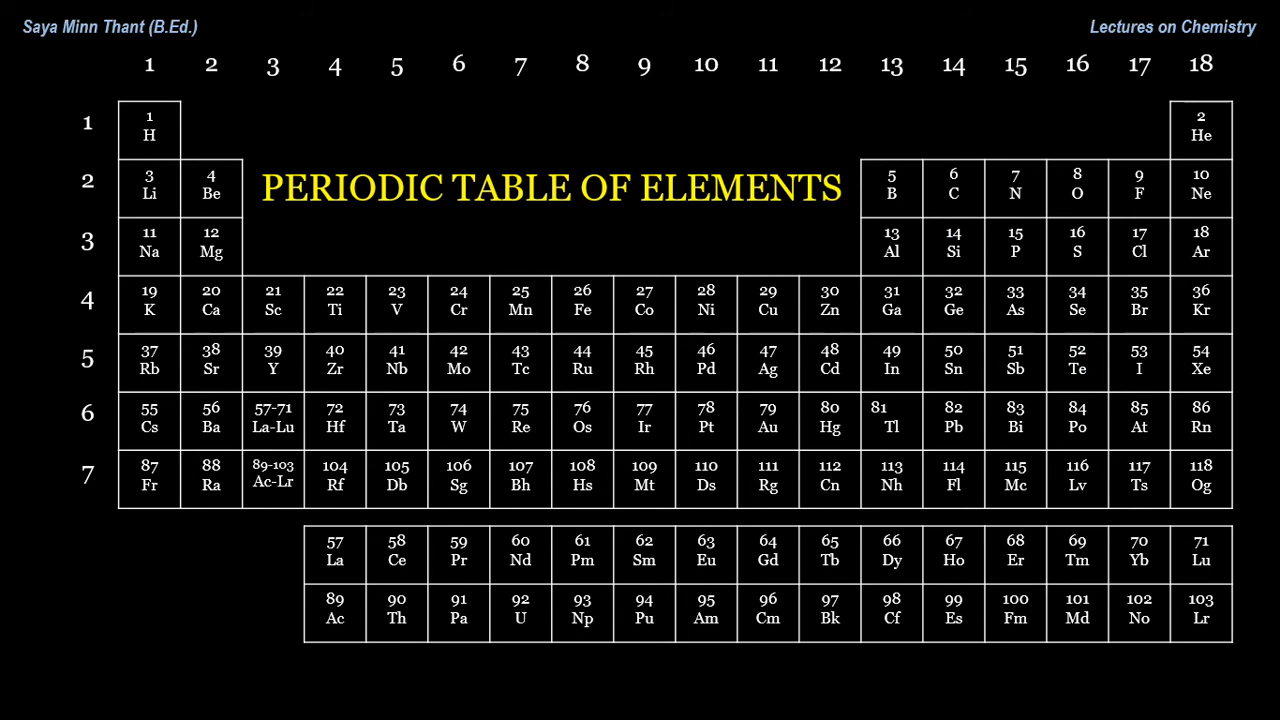 Saya Minn Thant (B.Ed.)
Lectures on Chemistry
1 2 3 4 5 6 7 8 9 10 11 12 13 14 15 16 17 18
1
1 2
H He
PERIODIC TABLE OF ELEMENTS
2
3 4 5 6 7 8 9 10
Li Be B C N O F Ne
3
11 12 13 14 15 16 17 18
Na Mg Al Si P S Cl Ar
4
19 20 21 22 23 24 25 26 27 28 29 30 31 32 33 34 35 36
K Ca Sc Ti V Cr Mn Fe Co Ni Cu Zn Ga Ge As Se Br Kr
5
37 38 39 40 41 42 43 44 45 46 47 48 49 50 51 52 53 54
Rb Sr Y Zr Nb Mo Tc Ru Rh Pd Ag Cd In Sn Sb Te I Xe
6
55 56 57-71 72 73 74 75 76 77 78 79 80 81 82 83 84 85 86
Cs Ba La-Lu Hf Ta W Re Os Ir Pt Au Hg Tl Pb Bi Po At Rn
7
87 88 89-103 104 105 106 107 108 109 110 111 112 113 114 115 116 117 118
Fr Ra Ac-Lr Rf Db Sg Bh Hs Mt Ds Rg Cn Nh Fl Mc Lv Ts Og
57 58 59 60 61 62 63 64 65 66 67 68 69 70 71
La Ce Pr Nd Pm Sm Eu Gd Tb Dy Ho Er Tm Yb Lu
89 90 91 92 93 94 95 96 97 98 99 100 101 102 103
Ac Th Pa U Np Pu Am Cm Bk Cf Es Fm Md No Lr